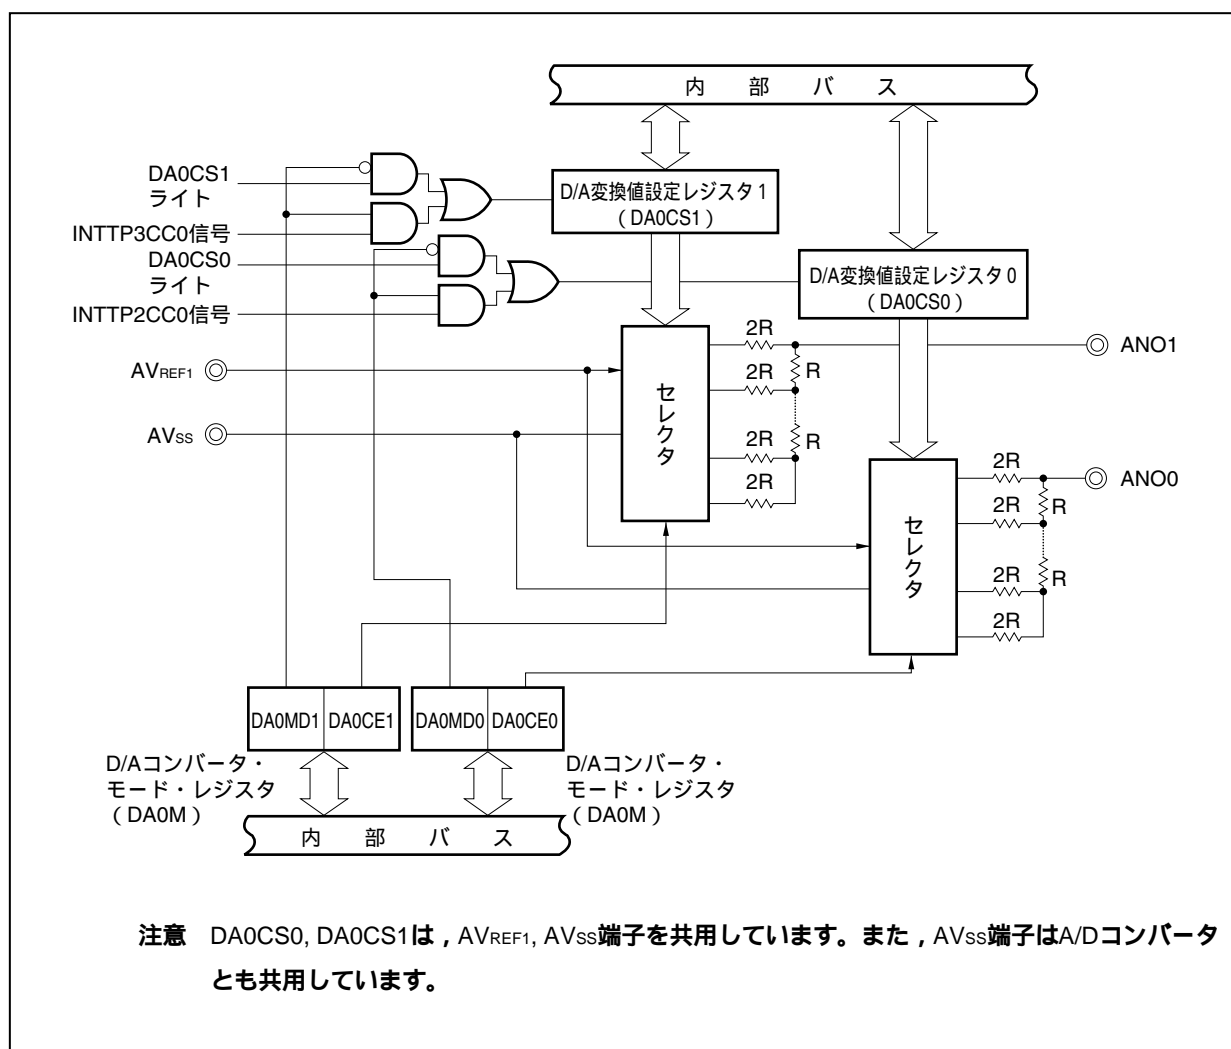 内 部 バ ス
DA0CS1
ライト
INTTP3CC0信号
DA0CS0
ライト
INTTP2CC0信号
D/A変換値設定レジスタ1
（DA0CS1）
D/A変換値設定レジスタ0
（DA0CS0）
AVREF1
AVSS
セレクタ
2R
2R
R
2R
R
2R
ANO1
セレクタ
2R
2R
R
2R
R
2R
ANO0
DA0MD1 DA0CE1
DA0MD0 DA0CE0
D/Aコンバータ・
モード・レジスタ
（DA0M）
D/Aコンバータ・
モード・レジスタ
（DA0M）
内 部 バ ス
注意 DA0CS0, DA0CS1は，AVREF1, AVSS端子を共用しています。また，AVSS端子はA/Dコンバータ
とも共用しています。